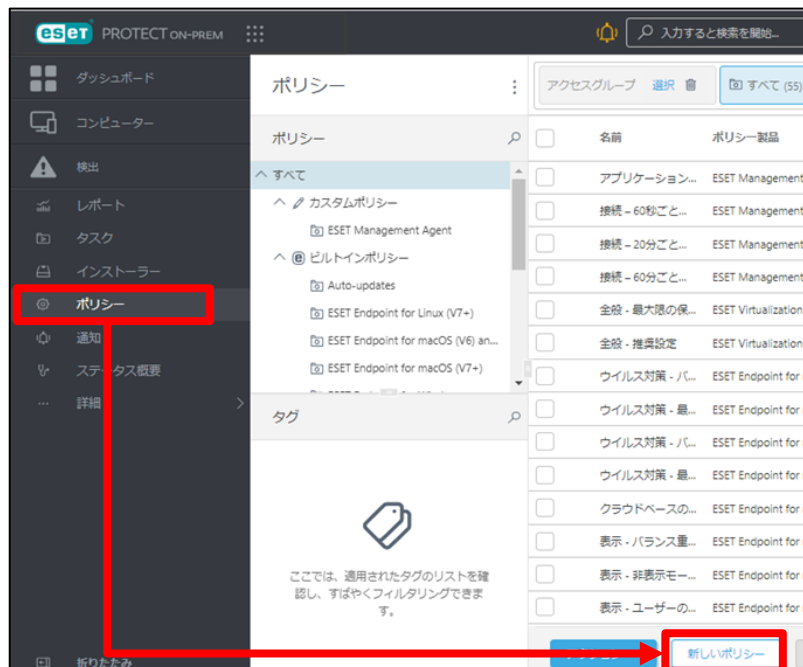 eset PROTECT ON-PREM
入力すると検索を開始...
ダッシュボード
コンピューター
検出
レポート
タスク
インストーラー
ポリシー
通知
ステータス概要
詳細
折りたたみ
ポリシー
ポリシー
すべて
カスタムポリシー
ESET Management Agent
ビルトインポリシー
Auto-updates
ESET Endpoint for Linux (V7+)
ESET Endpoint for macOS (V6) an...
ESET Endpoint for macOS (V7+)
タグ
ここでは、適用されたタグのリストを確
認し、すばやくフィルタリングできま
す。
アクセスグループ 選択 すべて (55)
名前 ポリシー製品
アプリケーション... ESET Management
接続 – 60秒ごと... ESET Management
接続 – 20分ごと... ESET Management
接続 – 60分ごと... ESET Management
全般 - 最大限の保... ESET Virtualization
全般 - 推奨設定 ESET Virtualization
ウイルス対策 - バ... ESET Endpoint for
ウイルス対策 - 最... ESET Endpoint for
ウイルス対策 - バ... ESET Endpoint for
ウイルス対策 - 最... ESET Endpoint for
クラウドベースの... ESET Endpoint for
表示 - バランス重... ESET Endpoint for
表示 - 非表示モー... ESET Endpoint for
表示 - ユーザーの... ESET Endpoint for
新しいポリシー